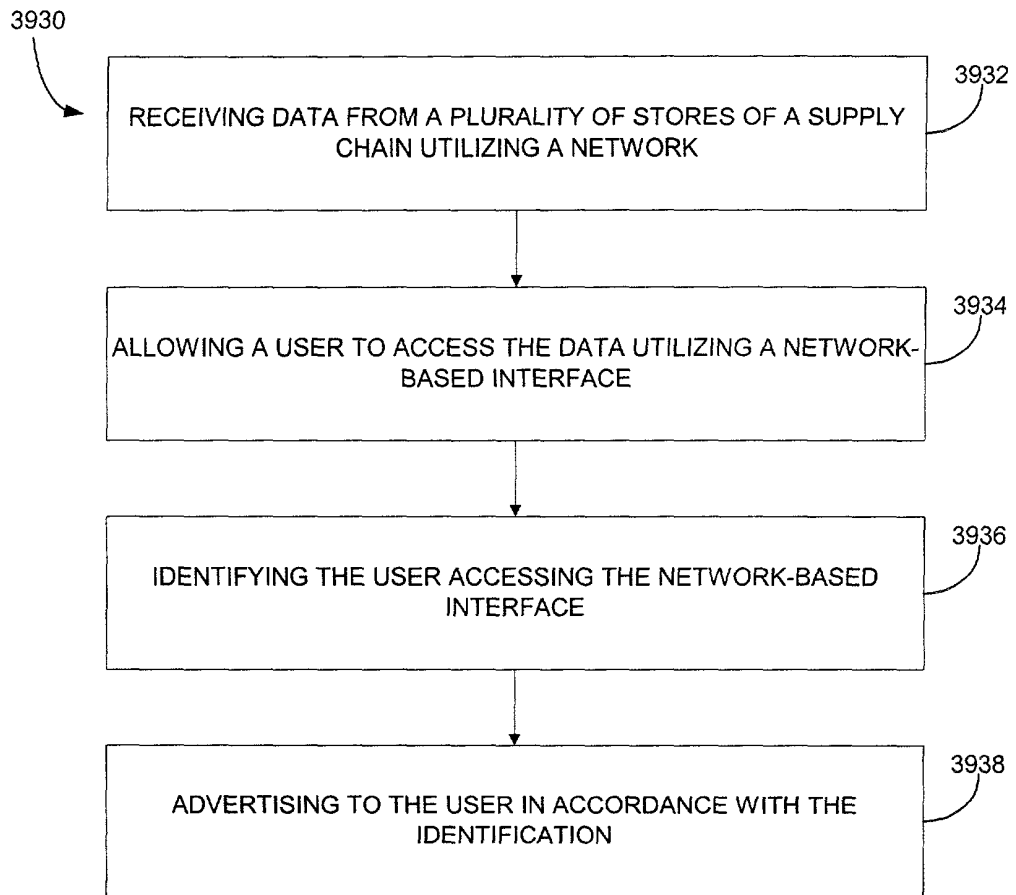 3930
3932
RECEIVING DATA FROM A PLURALITY OF STORES OF A SUPPLY
CHAIN UTILIZING A NETWORK
3934
ALLOWING A USER TO ACCESS THE DATA UTILIZING A NETWORK-
BASED INTERFACE
3936
IDENTIFYING THE USER ACCESSING THE NETWORK-BASED
INTERFACE
3938
ADVERTISING TO THE USER IN ACCORDANCE WITH THE
IDENTIFICATION